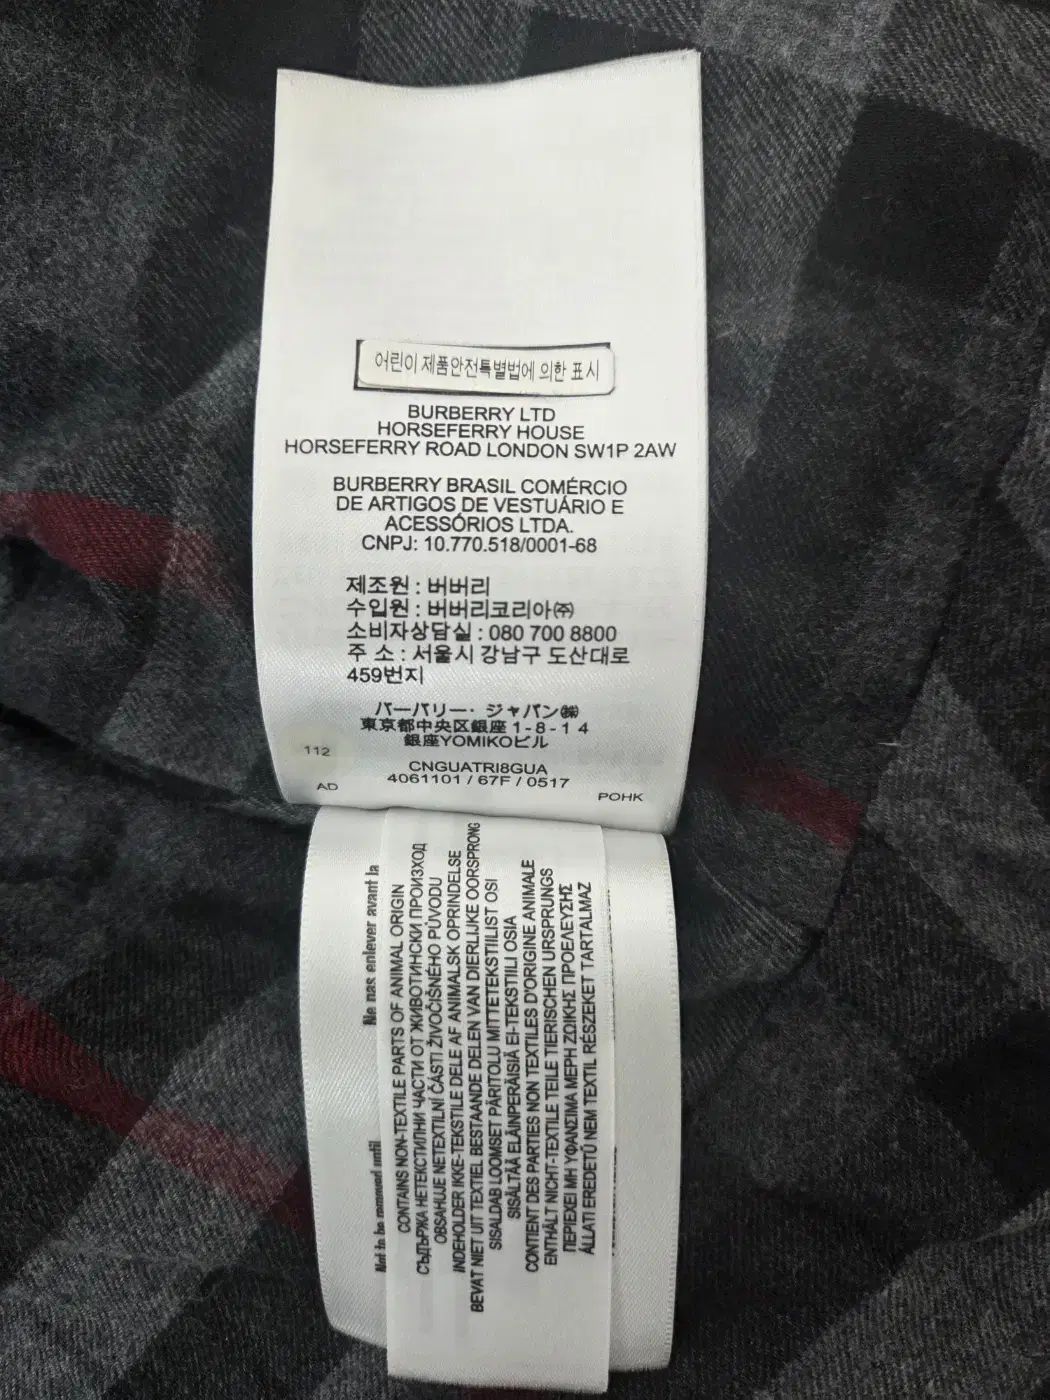 어린이 제품안전특별법에 의한 표시
BURBERRY LTD
HORSEFERRY HOUSE
HORSEFERRY ROAD LONDON SW1P 2AW
BURBERRY BRASIL COMÉRCIO
DE ARTIGOS DE VESTUÁRIO E
ACESSÓRIOS LTDA.
CNPJ: 10.770.518/0001-68
제조원 : 버버리
수입원 : 버버리코리아㈜
소비자상담실 : 080 700 8800
주 소 : 서울시 강남구 도산대로
459번지
バーバリー・ジャパン㈱
東京都中央区銀座1-8-14
銀座YOMIKOビル
112
CNGUATRI8GUA
4061101 / 67F / 0517
AD
POHK
Ne pas enlever avant la
Not to be removed until
CONTAINS NON-TEXTILE PARTS OF ANIMAL ORIGIN
СЪДЪРЖА НЕТЕКСТИЛНИ ЧАСТИ ОТ ЖИВОТИНСКИ ПРОИЗХОД
OBSAHUJE NETEXTILNÍ ČÁSTI ŽIVOČIŠNÉHO PŮVODU
INDEHOLDER IKKE-TEKSTILE DELE AF ANIMALSK OPRINDELSE
BEVAT NIET UIT TEXTIEL BESTAANDE DELEN VAN DIERLIJKE OORSPRONG
SISALDAB LOOMSET PÄRITOLU MITTETEKSTIILIST OSI
SISÄLTÄÄ ELÄINPERÄISIÄ EI-TEKSTIILI OSIA
CONTIENT DES PARTIES NON TEXTILES D'ORIGINE ANIMALE
ENTHÄLT NICHT-TEXTILE TEILE TIERISCHEN URSPRUNGS
ΠΕΡΙΕΧΕΙ ΜΗ ΥΦΑΝΣΙΜΑ ΜΕΡΗ ΖΩΙΚΗΣ ΠΡΟΕΛΕΥΣΗΣ
ÁLLATI EREDETŰ NEM TEXTIL RÉSZEKET TARTALMAZ